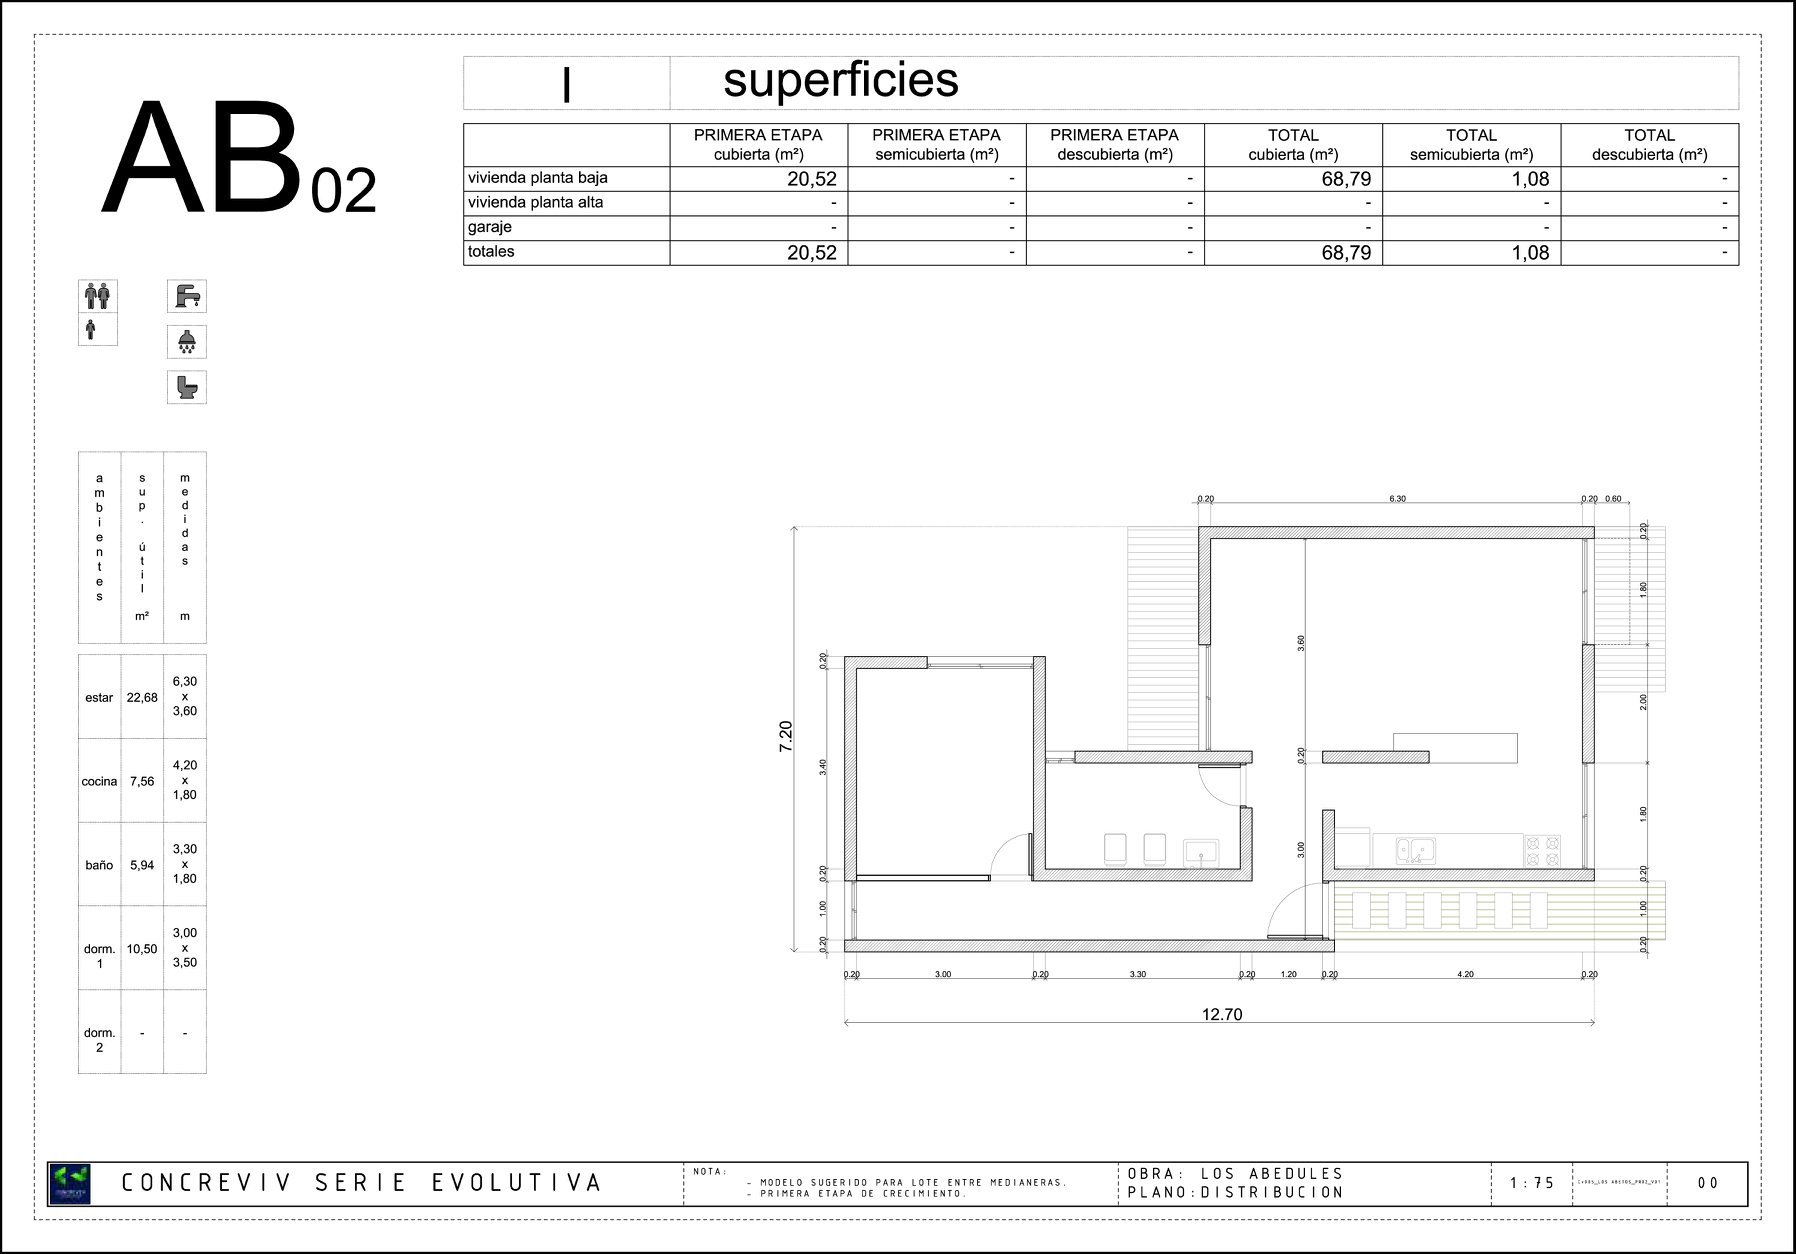 AB02
I superficies
PRIMERA ETAPA cubierta (m²) PRIMERA ETAPA semicubierta (m²) PRIMERA ETAPA descubierta (m²) TOTAL cubierta (m²) TOTAL semicubierta (m²) TOTAL descubierta (m²)
vivienda planta baja 20,52 - - 68,79 1,08 -
vivienda planta alta - - - - - -
garaje - - - - - -
totales 20,52 - - 68,79 1,08 -
ambientes sup. útil m² medidas m
estar 22,68 6,30 x 3,60
cocina 7,56 4,20 x 1,80
baño 5,94 3,30 x 1,80
dorm. 1 10,50 3,00 x 3,50
dorm. 2 - -
0.20 6.30 0.20 0.60
7.20
0.20 3.40 0.20 1.00 0.20
3.60 0.20 3.00
0.20 1.80 2.00 1.80 0.20 1.00 0.20
0.20 3.00 0.20 3.30 0.20 1.20 0.20 4.20 0.20
12.70
CONCREVIV SERIE EVOLUTIVA
NOTA:
- MODELO SUGERIDO PARA LOTE ENTRE MEDIANERAS.
- PRIMERA ETAPA DE CRECIMIENTO.
OBRA: LOS ABEDULES
PLANO:DISTRIBUCION
1:75
00